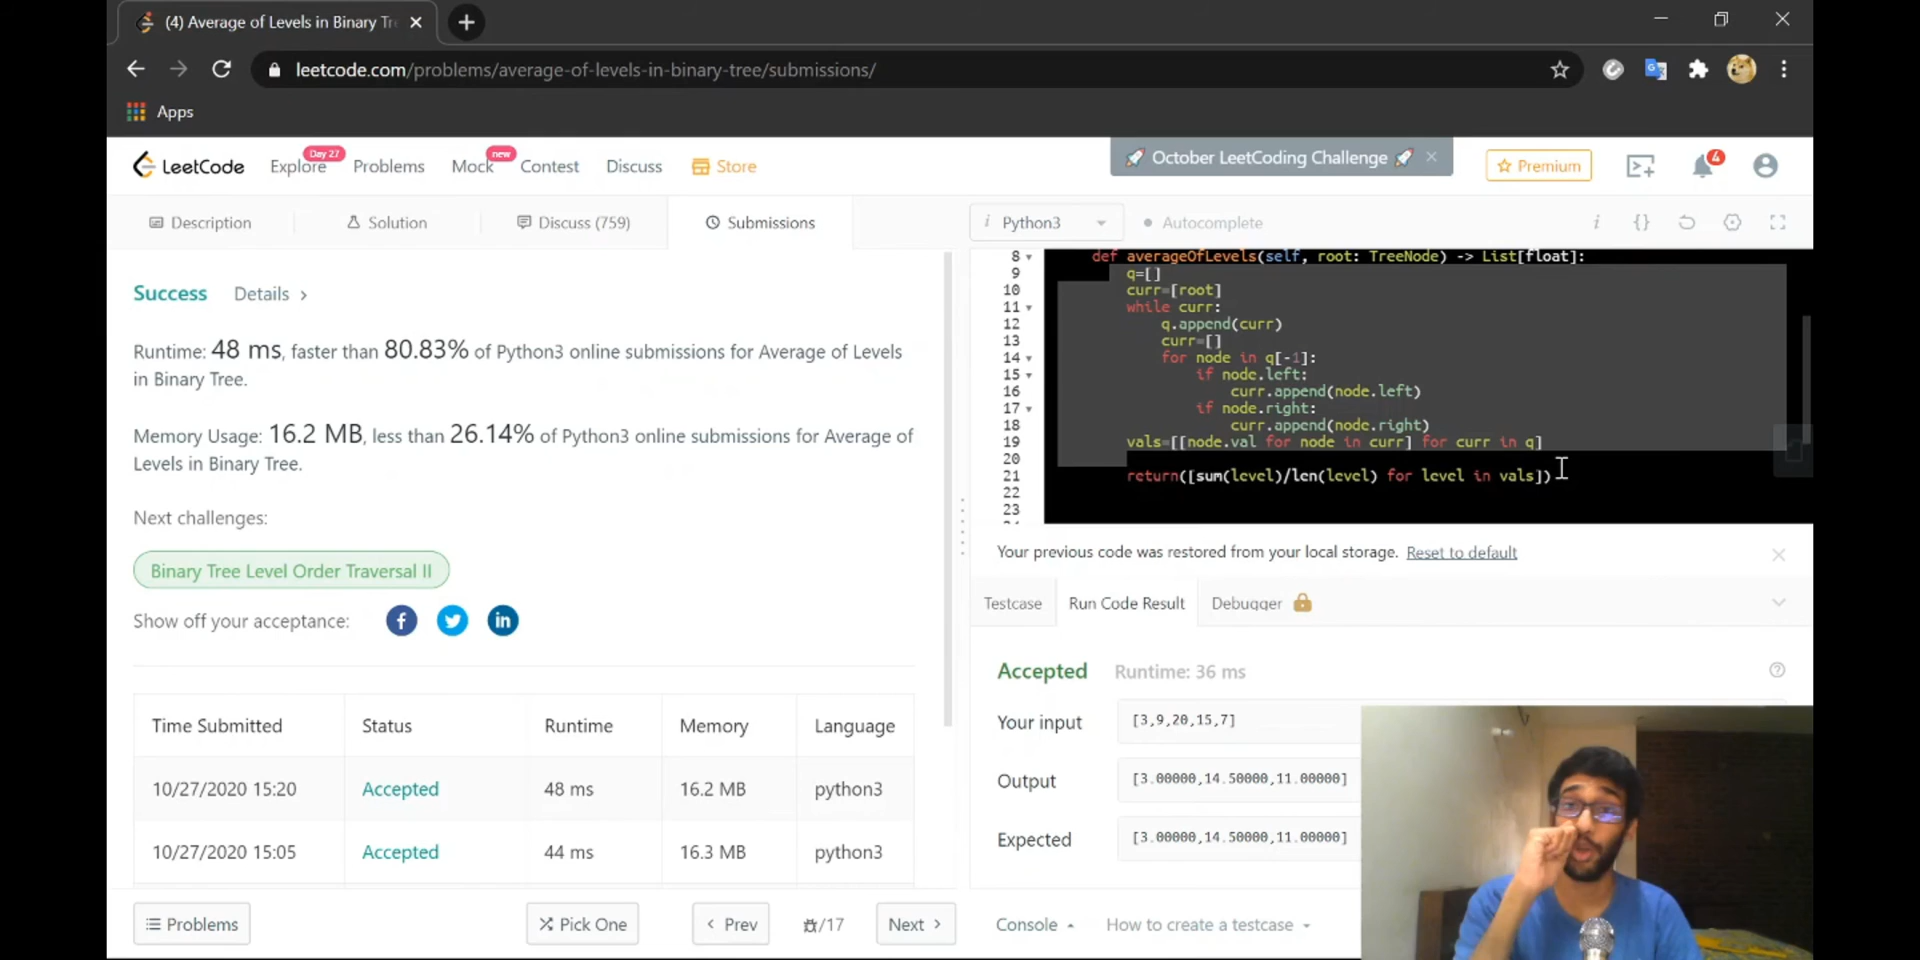 (4) Average of Levels in Binary Tr
leetcode.com/problems/average-of-levels-in-binary-tree/submissions/
Apps
LeetCode
Explore
Day 27
Problems
Mock
new
Contest
Discuss
Store
October LeetCoding Challenge
Premium
4
Description
Solution
Discuss (759)
Submissions
i Python3
Autocomplete
i {}
Success
Details >
Runtime: 48 ms, faster than 80.83% of Python3 online submissions for Average of Levels
in Binary Tree.
Memory Usage: 16.2 MB, less than 26.14% of Python3 online submissions for Average of
Levels in Binary Tree.
Next challenges:
Binary Tree Level Order Traversal II
Show off your acceptance:
Time Submitted Status Runtime Memory Language
10/27/2020 15:20 Accepted 48 ms 16.2 MB python3
10/27/2020 15:05 Accepted 44 ms 16.3 MB python3
Problems
Pick One
< Prev
/17
Next >
8 def averageOfLevels(self, root: TreeNode) -> List[float]:
9 q=[]
10 curr=[root]
11 while curr:
12 q.append(curr)
13 curr=[]
14 for node in q[-1]:
15 if node.left:
16 curr.append(node.left)
17 if node.right:
18 curr.append(node.right)
19 vals=[[node.val for node in curr] for curr in q]
20
21 return([sum(level)/len(level) for level in vals])
22
23
Your previous code was restored from your local storage. Reset to default
Testcase
Run Code Result
Debugger
Accepted
Runtime: 36 ms
Your input
[3,9,20,15,7]
Output
[3.00000,14.50000,11.00000]
Expected
[3.00000,14.50000,11.00000]
Console
How to create a testcase